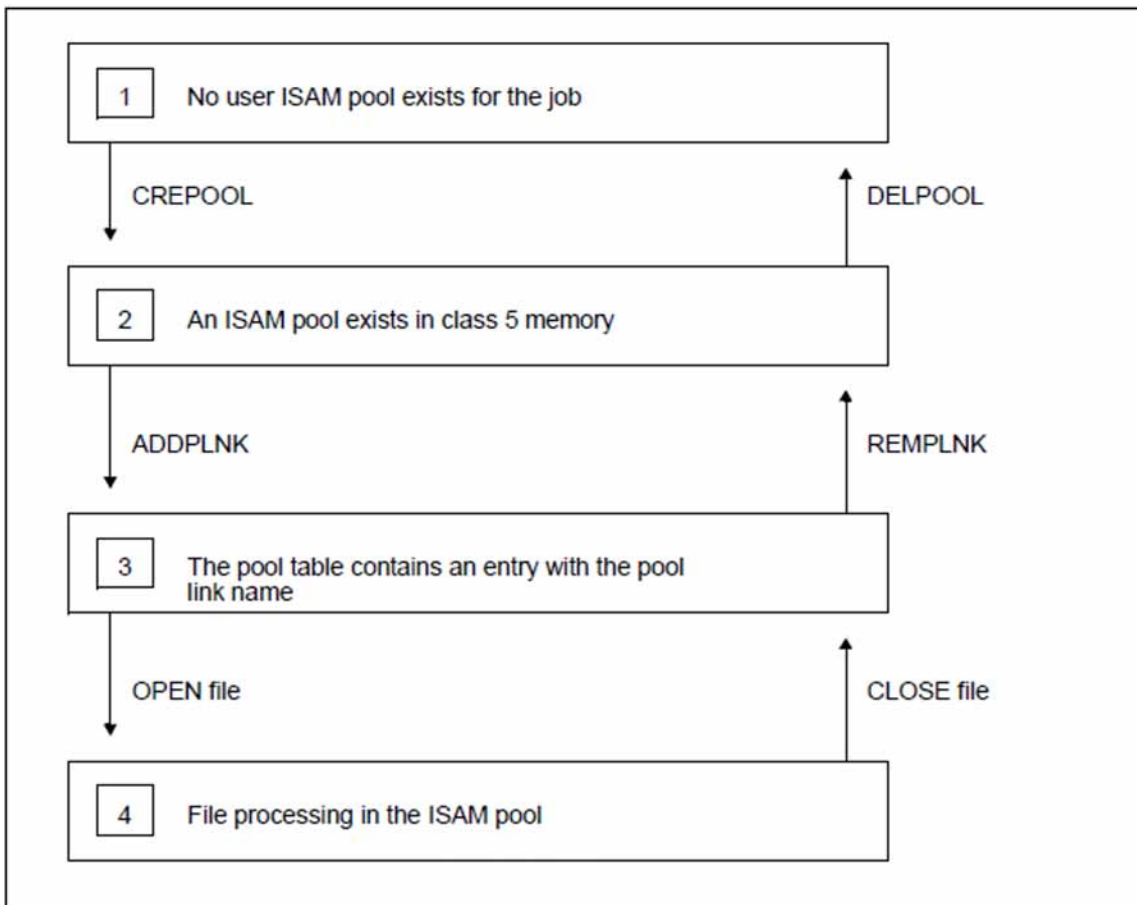 1 No user ISAM pool exists for the job
CREPOOL
DELPOOL
2 An ISAM pool exists in class 5 memory
ADDPLNK
REMPLNK
3 The pool table contains an entry with the pool
link name
OPEN file
CLOSE file
4 File processing in the ISAM pool